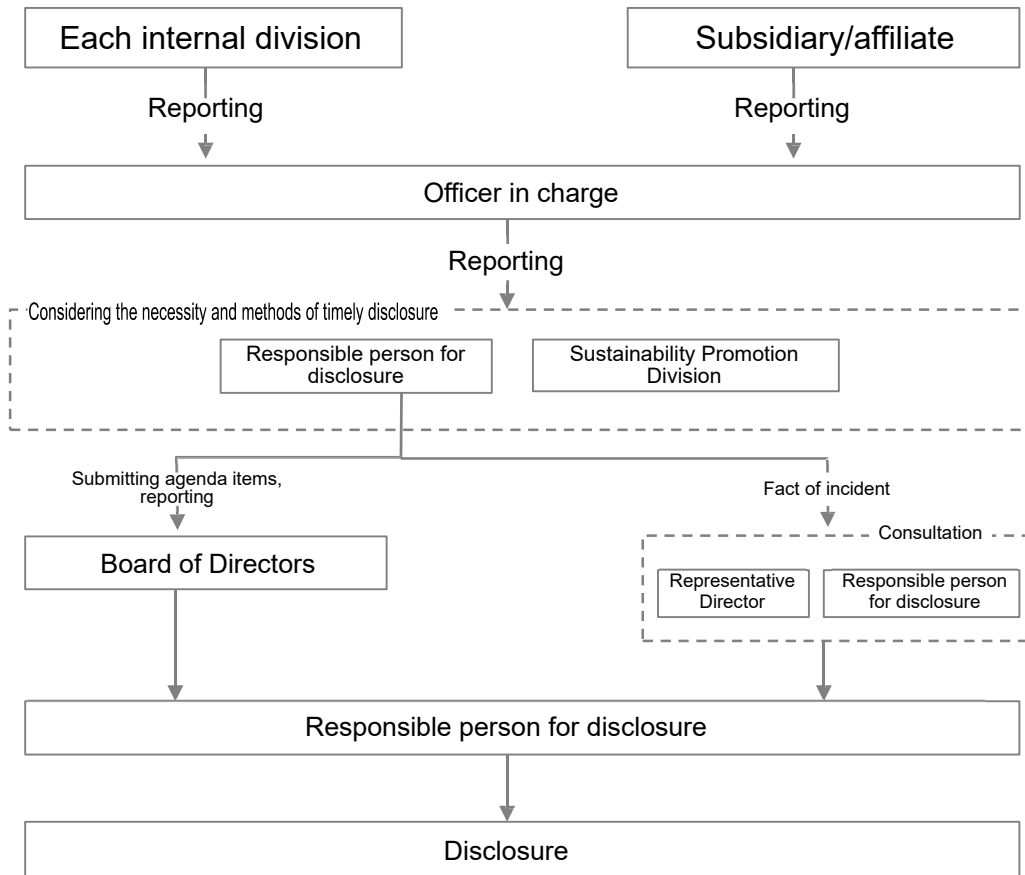 Each internal division
Subsidiary/affiliate
Reporting
Reporting
Officer in charge
Reporting
Considering the necessity and methods of timely disclosure
Responsible person for
disclosure
Sustainability Promotion
Division
Submitting agenda items,
reporting
Fact of incident
Board of Directors
Consultation
Representative
Director
Responsible person
for disclosure
Responsible person for disclosure
Disclosure